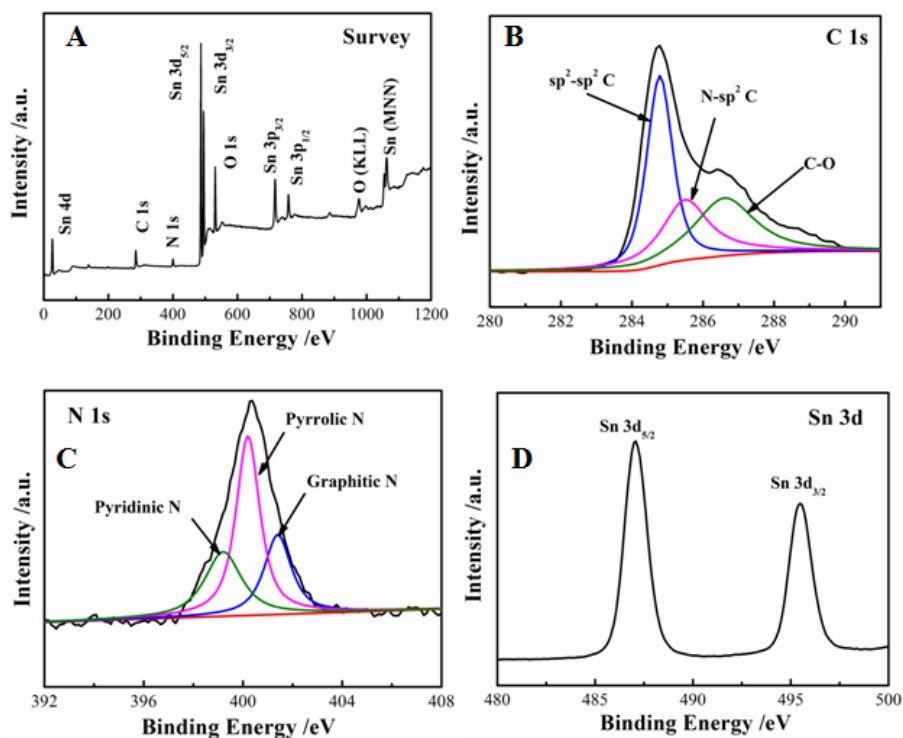 A
Survey
Intensity /a.u.
Sn 4d
C 1s
N 1s
Sn 3d5/2
Sn 3d3/2
O 1s
Sn 3p3/2
Sn 3p1/2
O (KLL)
Sn (MNN)
0 200 400 600 800 1000 1200
Binding Energy /eV
B
C 1s
Intensity /a.u.
sp²-sp² C
N-sp² C
C-O
280 282 284 286 288 290
Binding Energy /eV
N 1s
C
Intensity /a.u.
Pyrrolic N
Graphitic N
Pyridinic N
392 396 400 404 408
Binding Energy /eV
D
Sn 3d
Intensity /a.u.
Sn 3d5/2
Sn 3d3/2
480 485 490 495 500
Binding Energy /eV